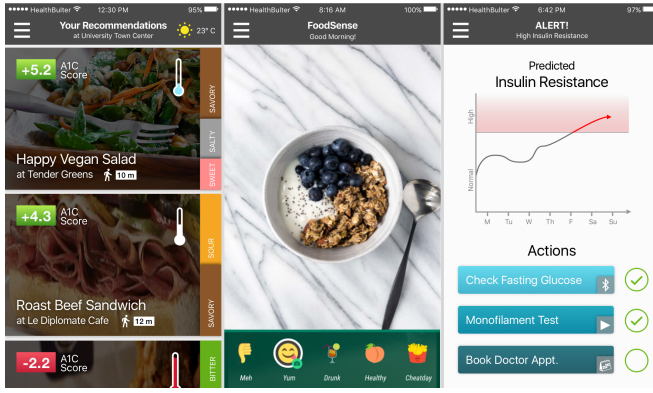 HealthBulter
12:30 PM
95%
Your Recommendations
at University Town Center
23° C
+5.2
A1C
Score
SAVORY
SALTY
SWEET
Happy Vegan Salad
at Tender Greens
10 m
+4.3
A1C
Score
SOUR
SAVORY
Roast Beef Sandwich
at Le Diplomate Cafe
12 m
-2.2
A1C
Score
BITTER
HealthBulter
8:16 AM
100%
FoodSense
Good Morning!
Meh
Yum
Drunk
Healthy
Cheatday
HealthBulter
6:42 PM
97%
ALERT!
High Insulin Resistance
Predicted
Insulin Resistance
High
Normal
M Tu W Th F Sa Su
Actions
Check Fasting Glucose
Monofilament Test
Book Doctor Appt.